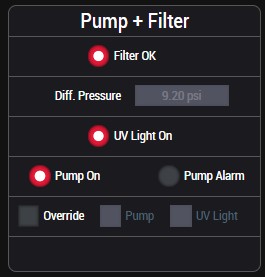 Pump + Filter
Filter OK
Diff. Pressure 9.20 psi
UV Light On
Pump On Pump Alarm
Override Pump UV Light